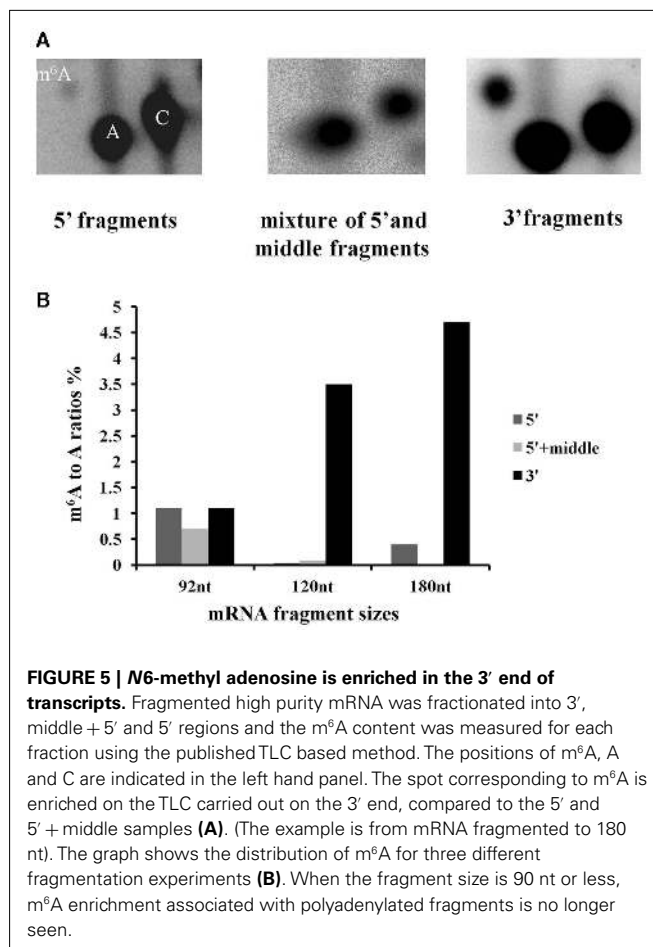 A
m⁶A
A
C
5' fragments
mixture of 5'and
middle fragments
3'fragments
B
m⁶A to A ratios %
5
4.5
4
3.5
3
2.5
2
1.5
1
0.5
0
92nt
120nt
180nt
mRNA fragment sizes
5'
5'+middle
3'
FIGURE 5 | N6-methyl adenosine is enriched in the 3′ end of
transcripts. Fragmented high purity mRNA was fractionated into 3′,
middle + 5′ and 5′ regions and the m⁶A content was measured for each
fraction using the published TLC based method. The positions of m⁶A, A
and C are indicated in the left hand panel. The spot corresponding to m⁶A is
enriched on the TLC carried out on the 3′ end, compared to the 5′ and
5′ + middle samples (A). (The example is from mRNA fragmented to 180
nt). The graph shows the distribution of m⁶A for three different
fragmentation experiments (B). When the fragment size is 90 nt or less,
m⁶A enrichment associated with polyadenylated fragments is no longer
seen.